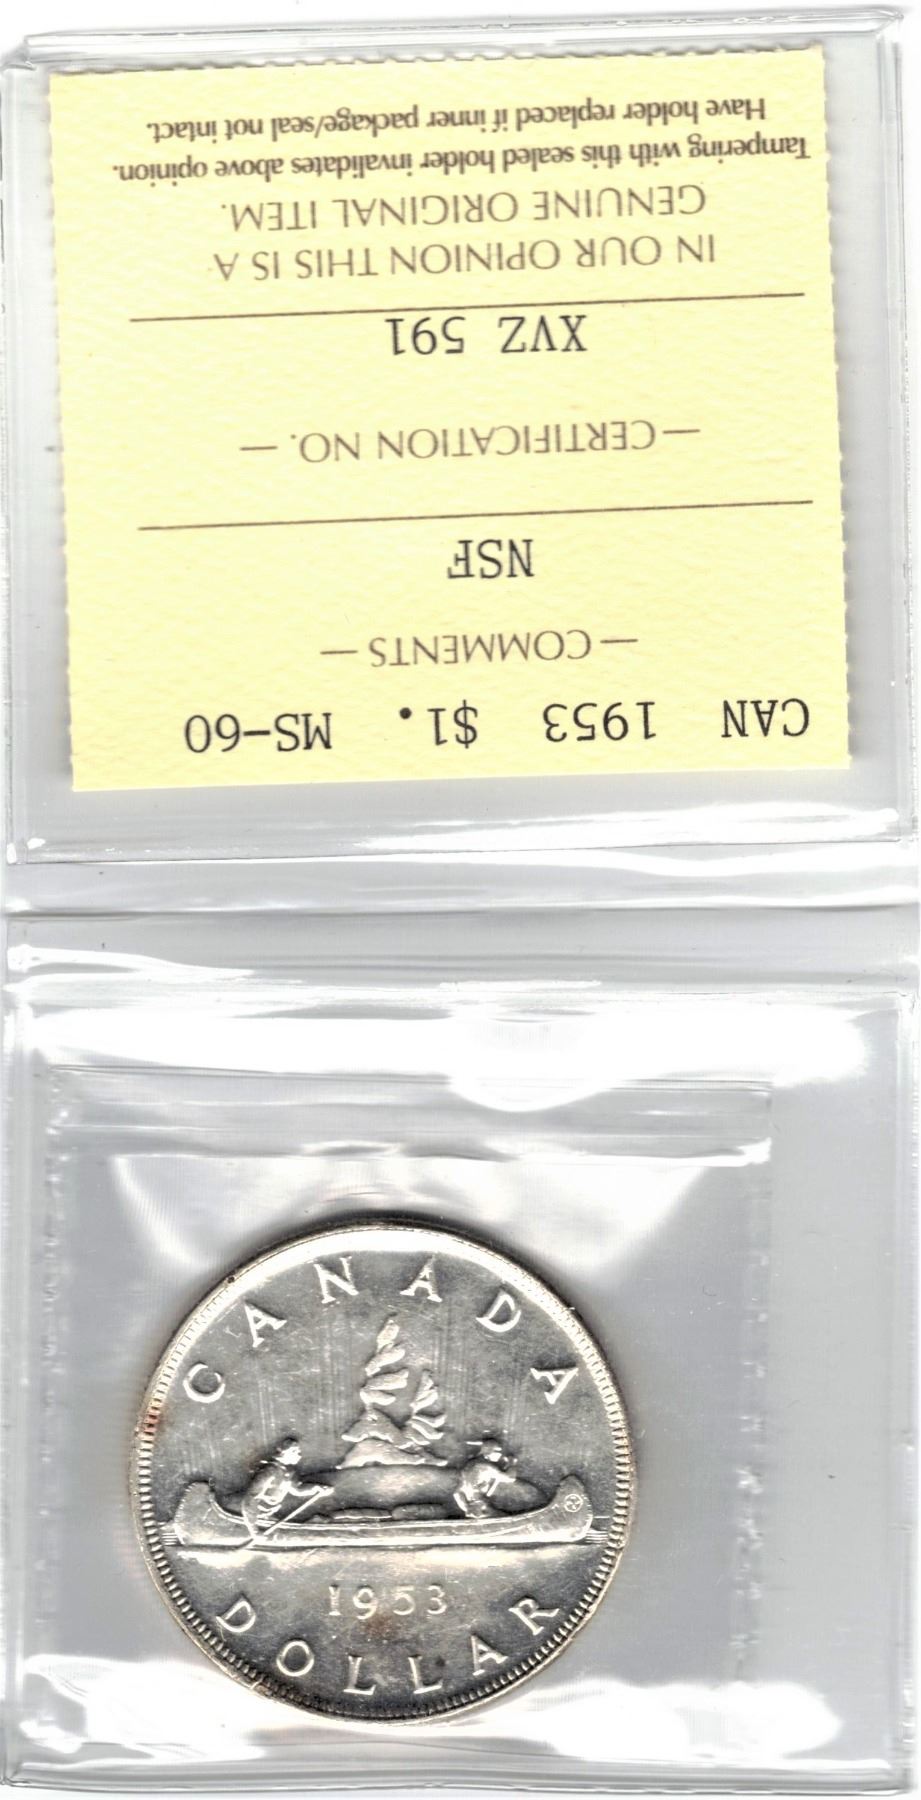 CAN 1953 $1. MS-60
— COMMENTS —
NSF
— CERTIFICATION NO. —
XVZ 591
IN OUR OPINION THIS IS A
GENUINE ORIGINAL ITEM.
Tampering with this sealed holder invalidates above opinion.
Have holder replaced if inner package/seal not intact.
CANADA
1953
DOLLAR